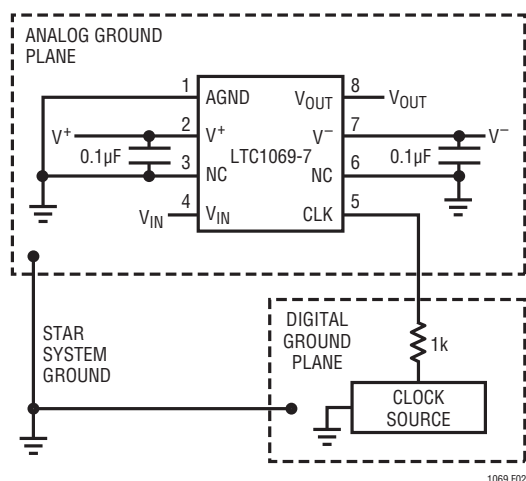 ANALOG GROUND
PLANE
1
AGND
8
VOUT
VOUT
V+
2
V+
7
V−
V−
0.1µF
LTC1069-7
0.1µF
3
NC
6
NC
VIN
4
VIN
5
CLK
STAR
SYSTEM
GROUND
DIGITAL
GROUND
PLANE
1k
CLOCK
SOURCE
1069 F02